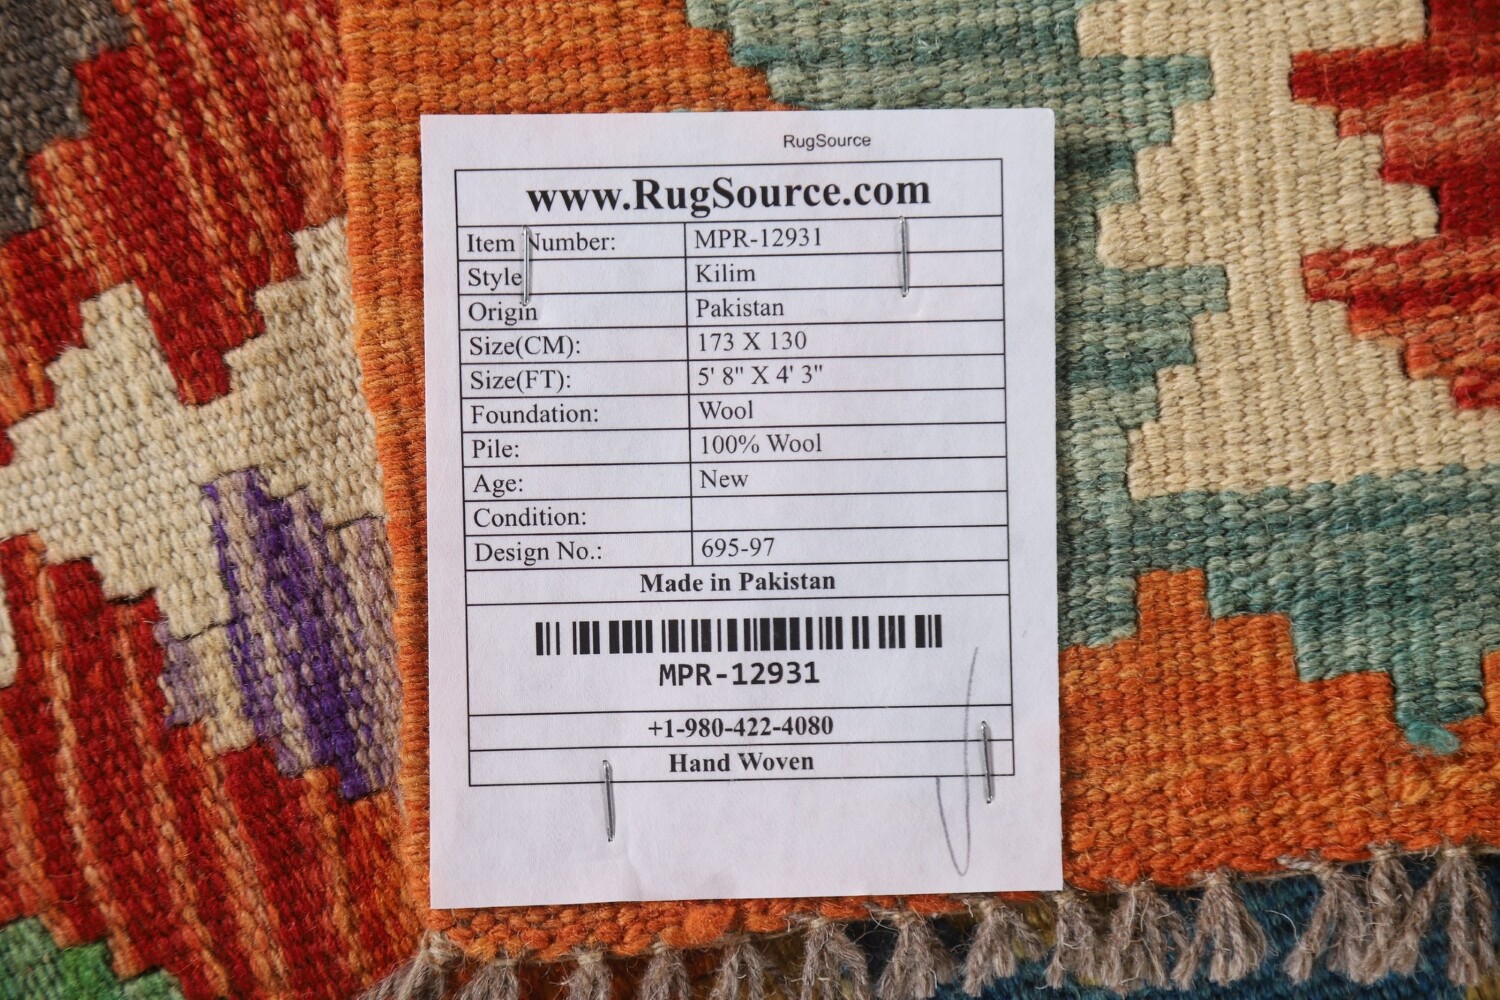 RugSource
www.RugSource.com
Item Number: MPR-12931
Style Kilim
Origin Pakistan
Size(CM): 173 X 130
Size(FT): 5' 8" X 4' 3"
Foundation: Wool
Pile: 100% Wool
Age: New
Condition:
Design No.: 695-97
Made in Pakistan
MPR-12931
+1-980-422-4080
Hand Woven